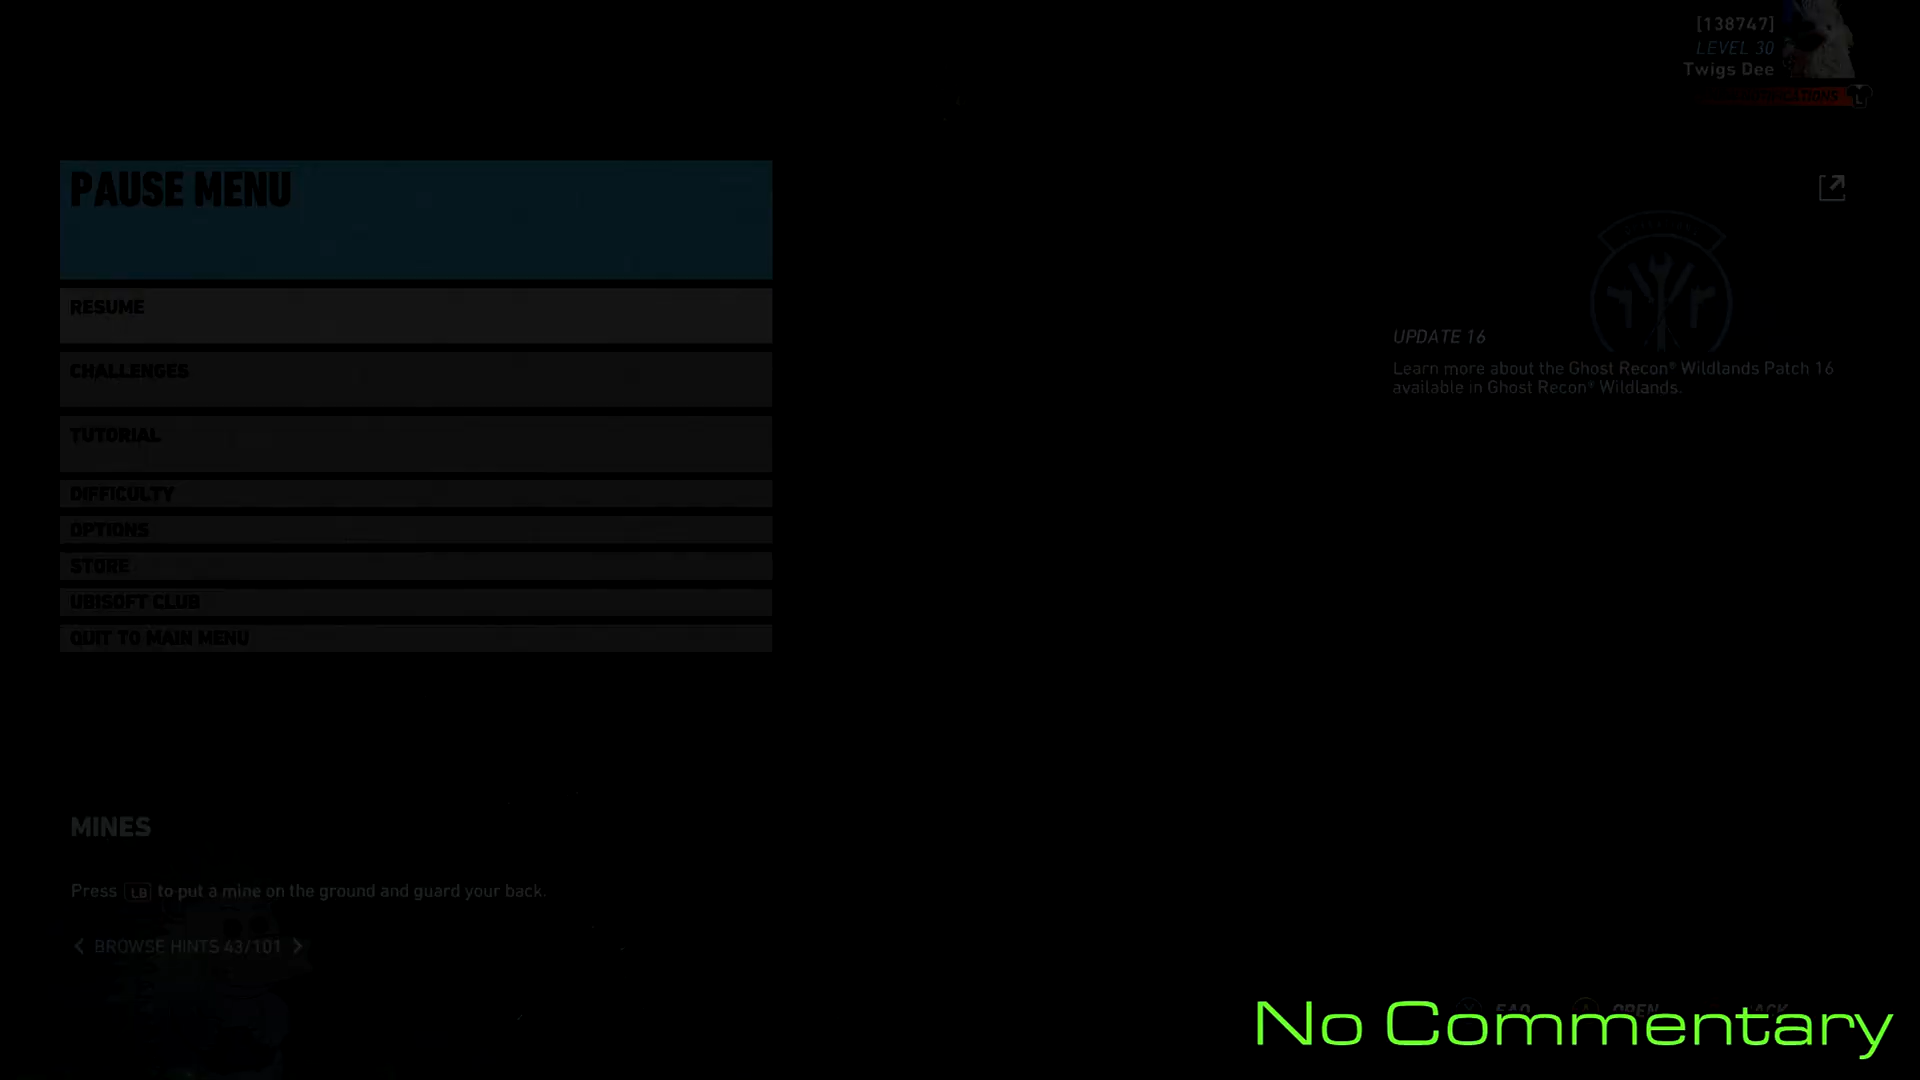 [138747]
LEVEL 30
Twigs Dee
PAUSE MENU
RESUME
CHALLENGES
TUTORIAL
DIFFICULTY
OPTIONS
STORE
UBISOFT CLUB
QUIT TO MAIN MENU
UPDATE 16
Learn more about the Ghost Recon® Wildlands Patch 16
available in Ghost Recon® Wildlands.
MINES
Press LB to put a mine on the ground and guard your back.
BROWSE HINTS 43/101
FAQ OPEN
No Commentary